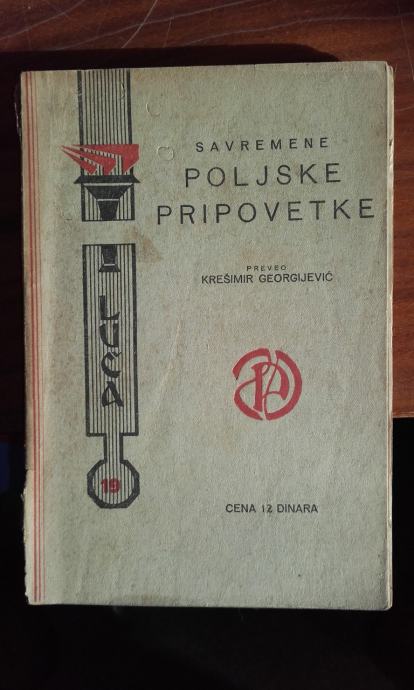 SAVREMENE
POLJSKE
PRIPOVETKE
PREVEO
KREŠIMIR GEORGIJEVIĆ
LUČA
19
CENA 12 DINARA